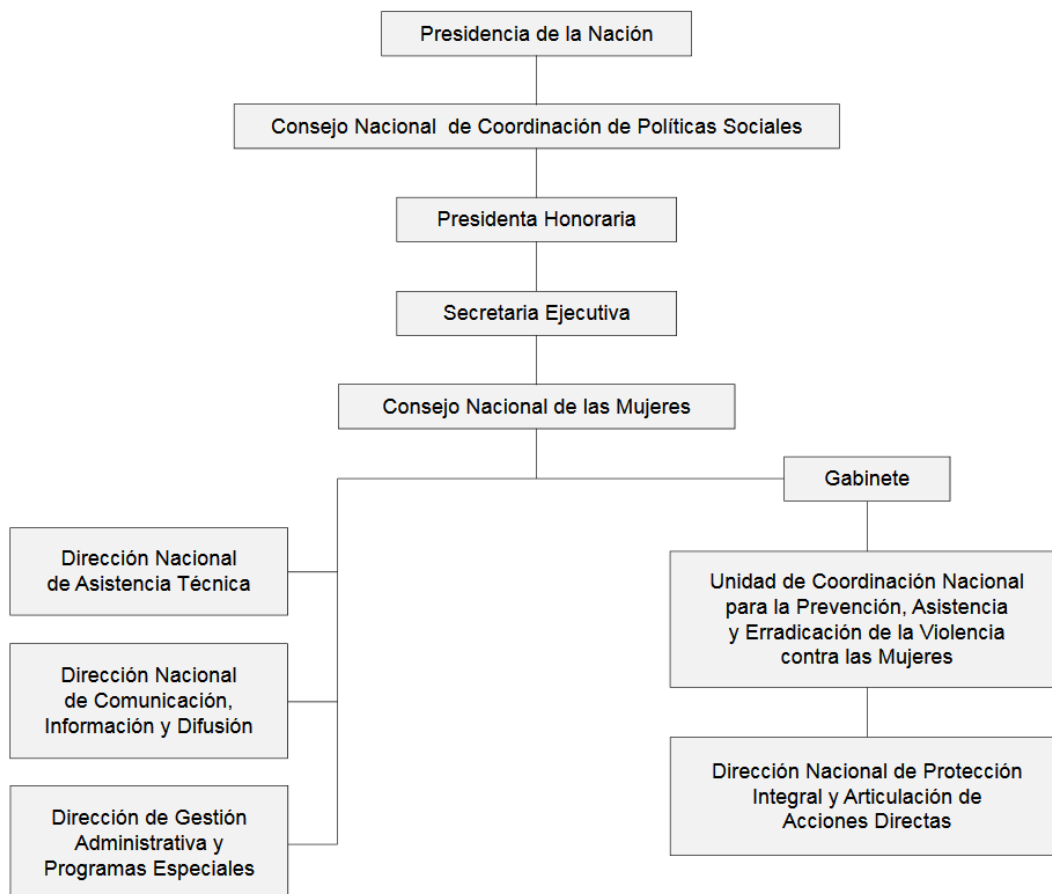 Presidencia de la Nación
Consejo Nacional de Coordinación de Políticas Sociales
Presidenta Honoraria
Secretaria Ejecutiva
Consejo Nacional de las Mujeres
Gabinete
Dirección Nacional
de Asistencia Técnica
Dirección Nacional
de Comunicación,
Información y Difusión
Dirección de Gestión
Administrativa y
Programas Especiales
Unidad de Coordinación Nacional
para la Prevención, Asistencia
y Erradicación de la Violencia
contra las Mujeres
Dirección Nacional de Protección
Integral y Articulación de
Acciones Directas